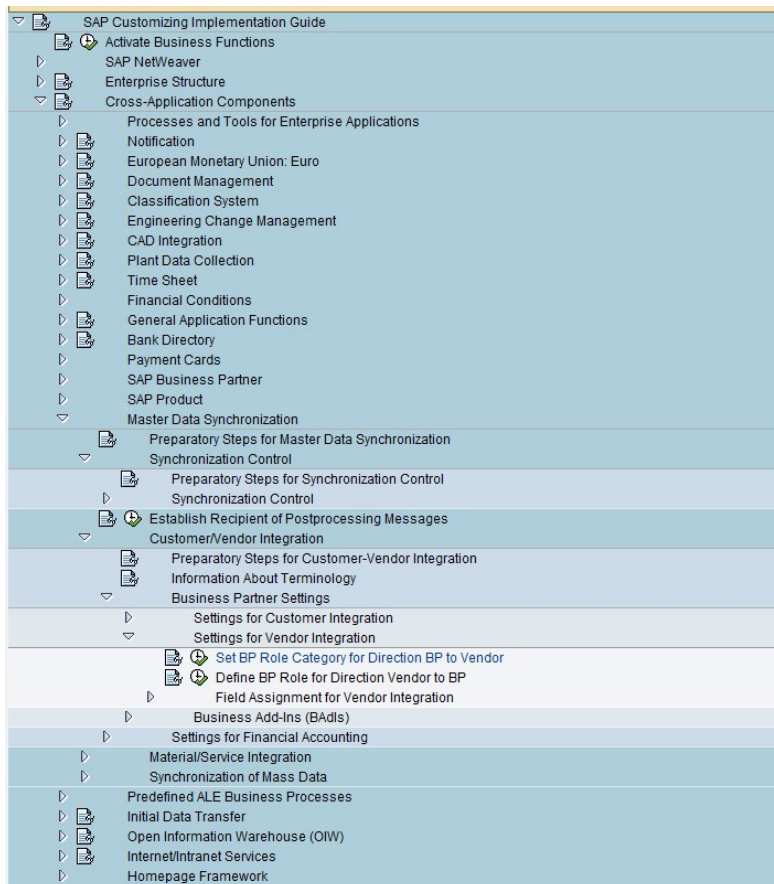 SAP Customizing Implementation Guide
Activate Business Functions
SAP NetWeaver
Enterprise Structure
Cross-Application Components
Processes and Tools for Enterprise Applications
Notification
European Monetary Union: Euro
Document Management
Classification System
Engineering Change Management
CAD Integration
Plant Data Collection
Time Sheet
Financial Conditions
General Application Functions
Bank Directory
Payment Cards
SAP Business Partner
SAP Product
Master Data Synchronization
Preparatory Steps for Master Data Synchronization
Synchronization Control
Preparatory Steps for Synchronization Control
Synchronization Control
Establish Recipient of Postprocessing Messages
Customer/Vendor Integration
Preparatory Steps for Customer-Vendor Integration
Information About Terminology
Business Partner Settings
Settings for Customer Integration
Settings for Vendor Integration
Set BP Role Category for Direction BP to Vendor
Define BP Role for Direction Vendor to BP
Field Assignment for Vendor Integration
Business Add-Ins (BAdIs)
Settings for Financial Accounting
Material/Service Integration
Synchronization of Mass Data
Predefined ALE Business Processes
Initial Data Transfer
Open Information Warehouse (OIW)
Internet/Intranet Services
Homepage Framework